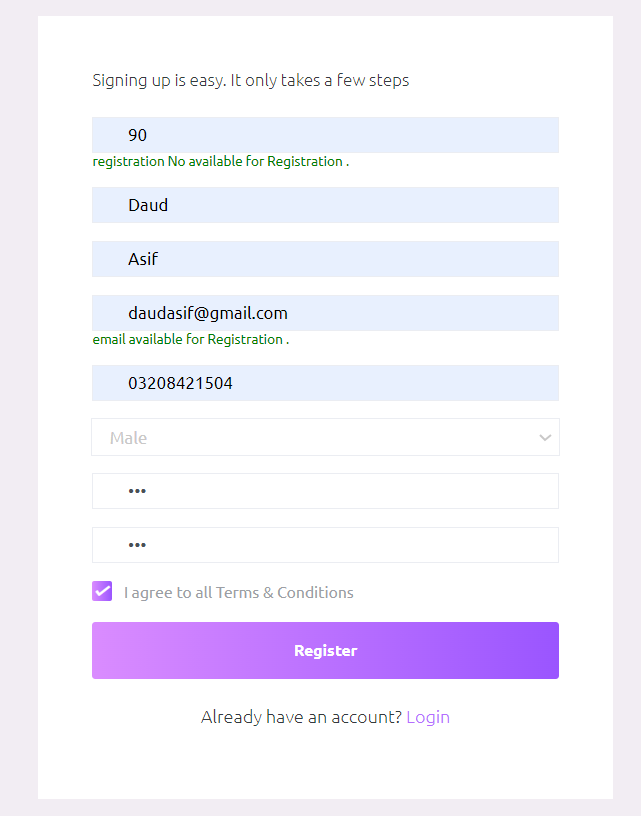 Signing up is easy. It only takes a few steps
90
registration No available for Registration .
Daud
Asif
daudasif@gmail.com
email available for Registration .
03208421504
Male
•••
•••
I agree to all Terms & Conditions
Register
Already have an account? Login